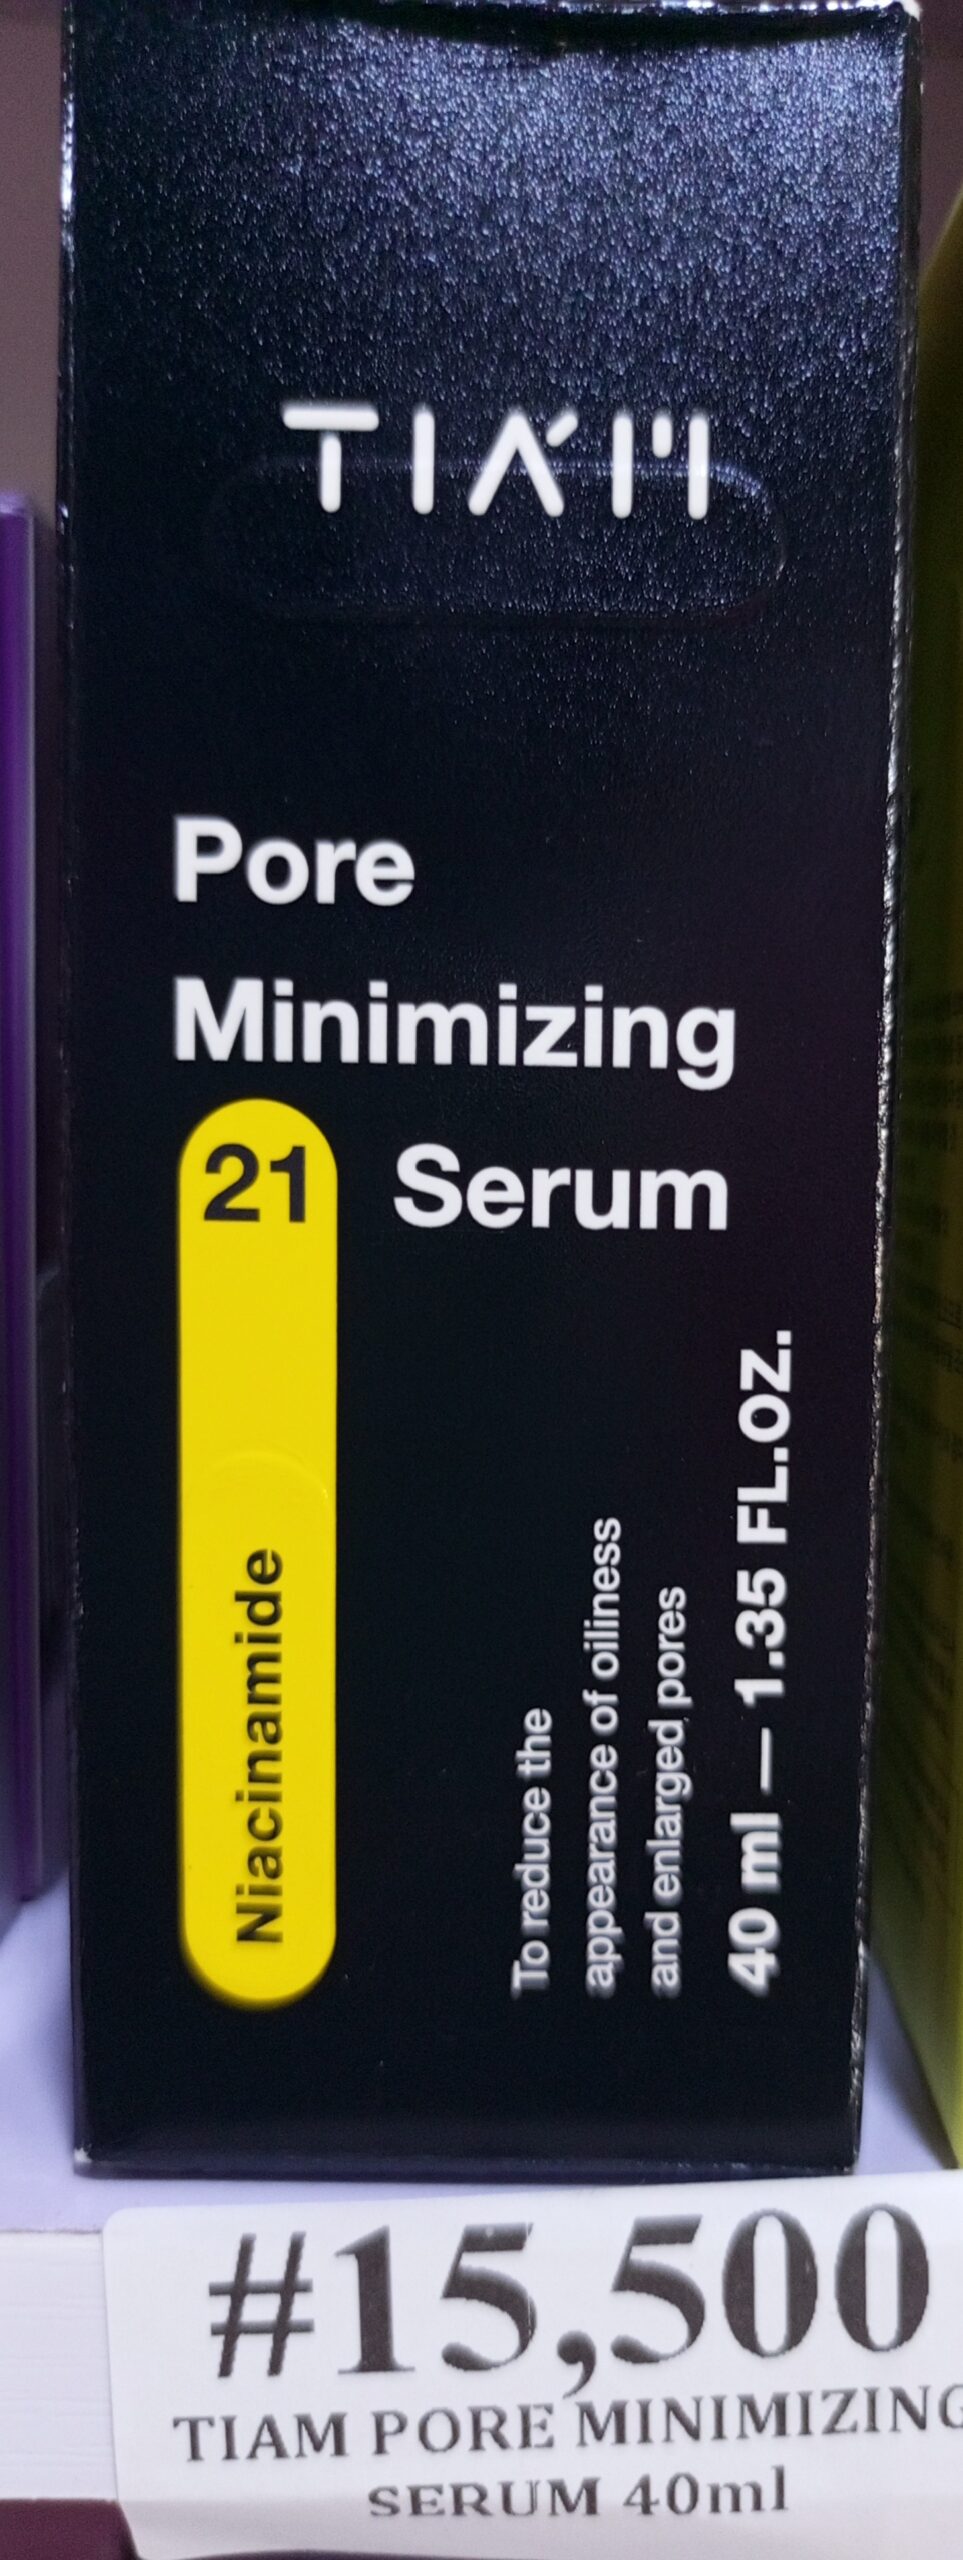 TIAM
Pore
Minimizing
21 Serum
Niacinamide
To reduce the
appearance of oiliness
and enlarged pores
40 ml — 1.35 FL.OZ.
#15,500
TIAM PORE MINIMIZING
SERUM 40ml